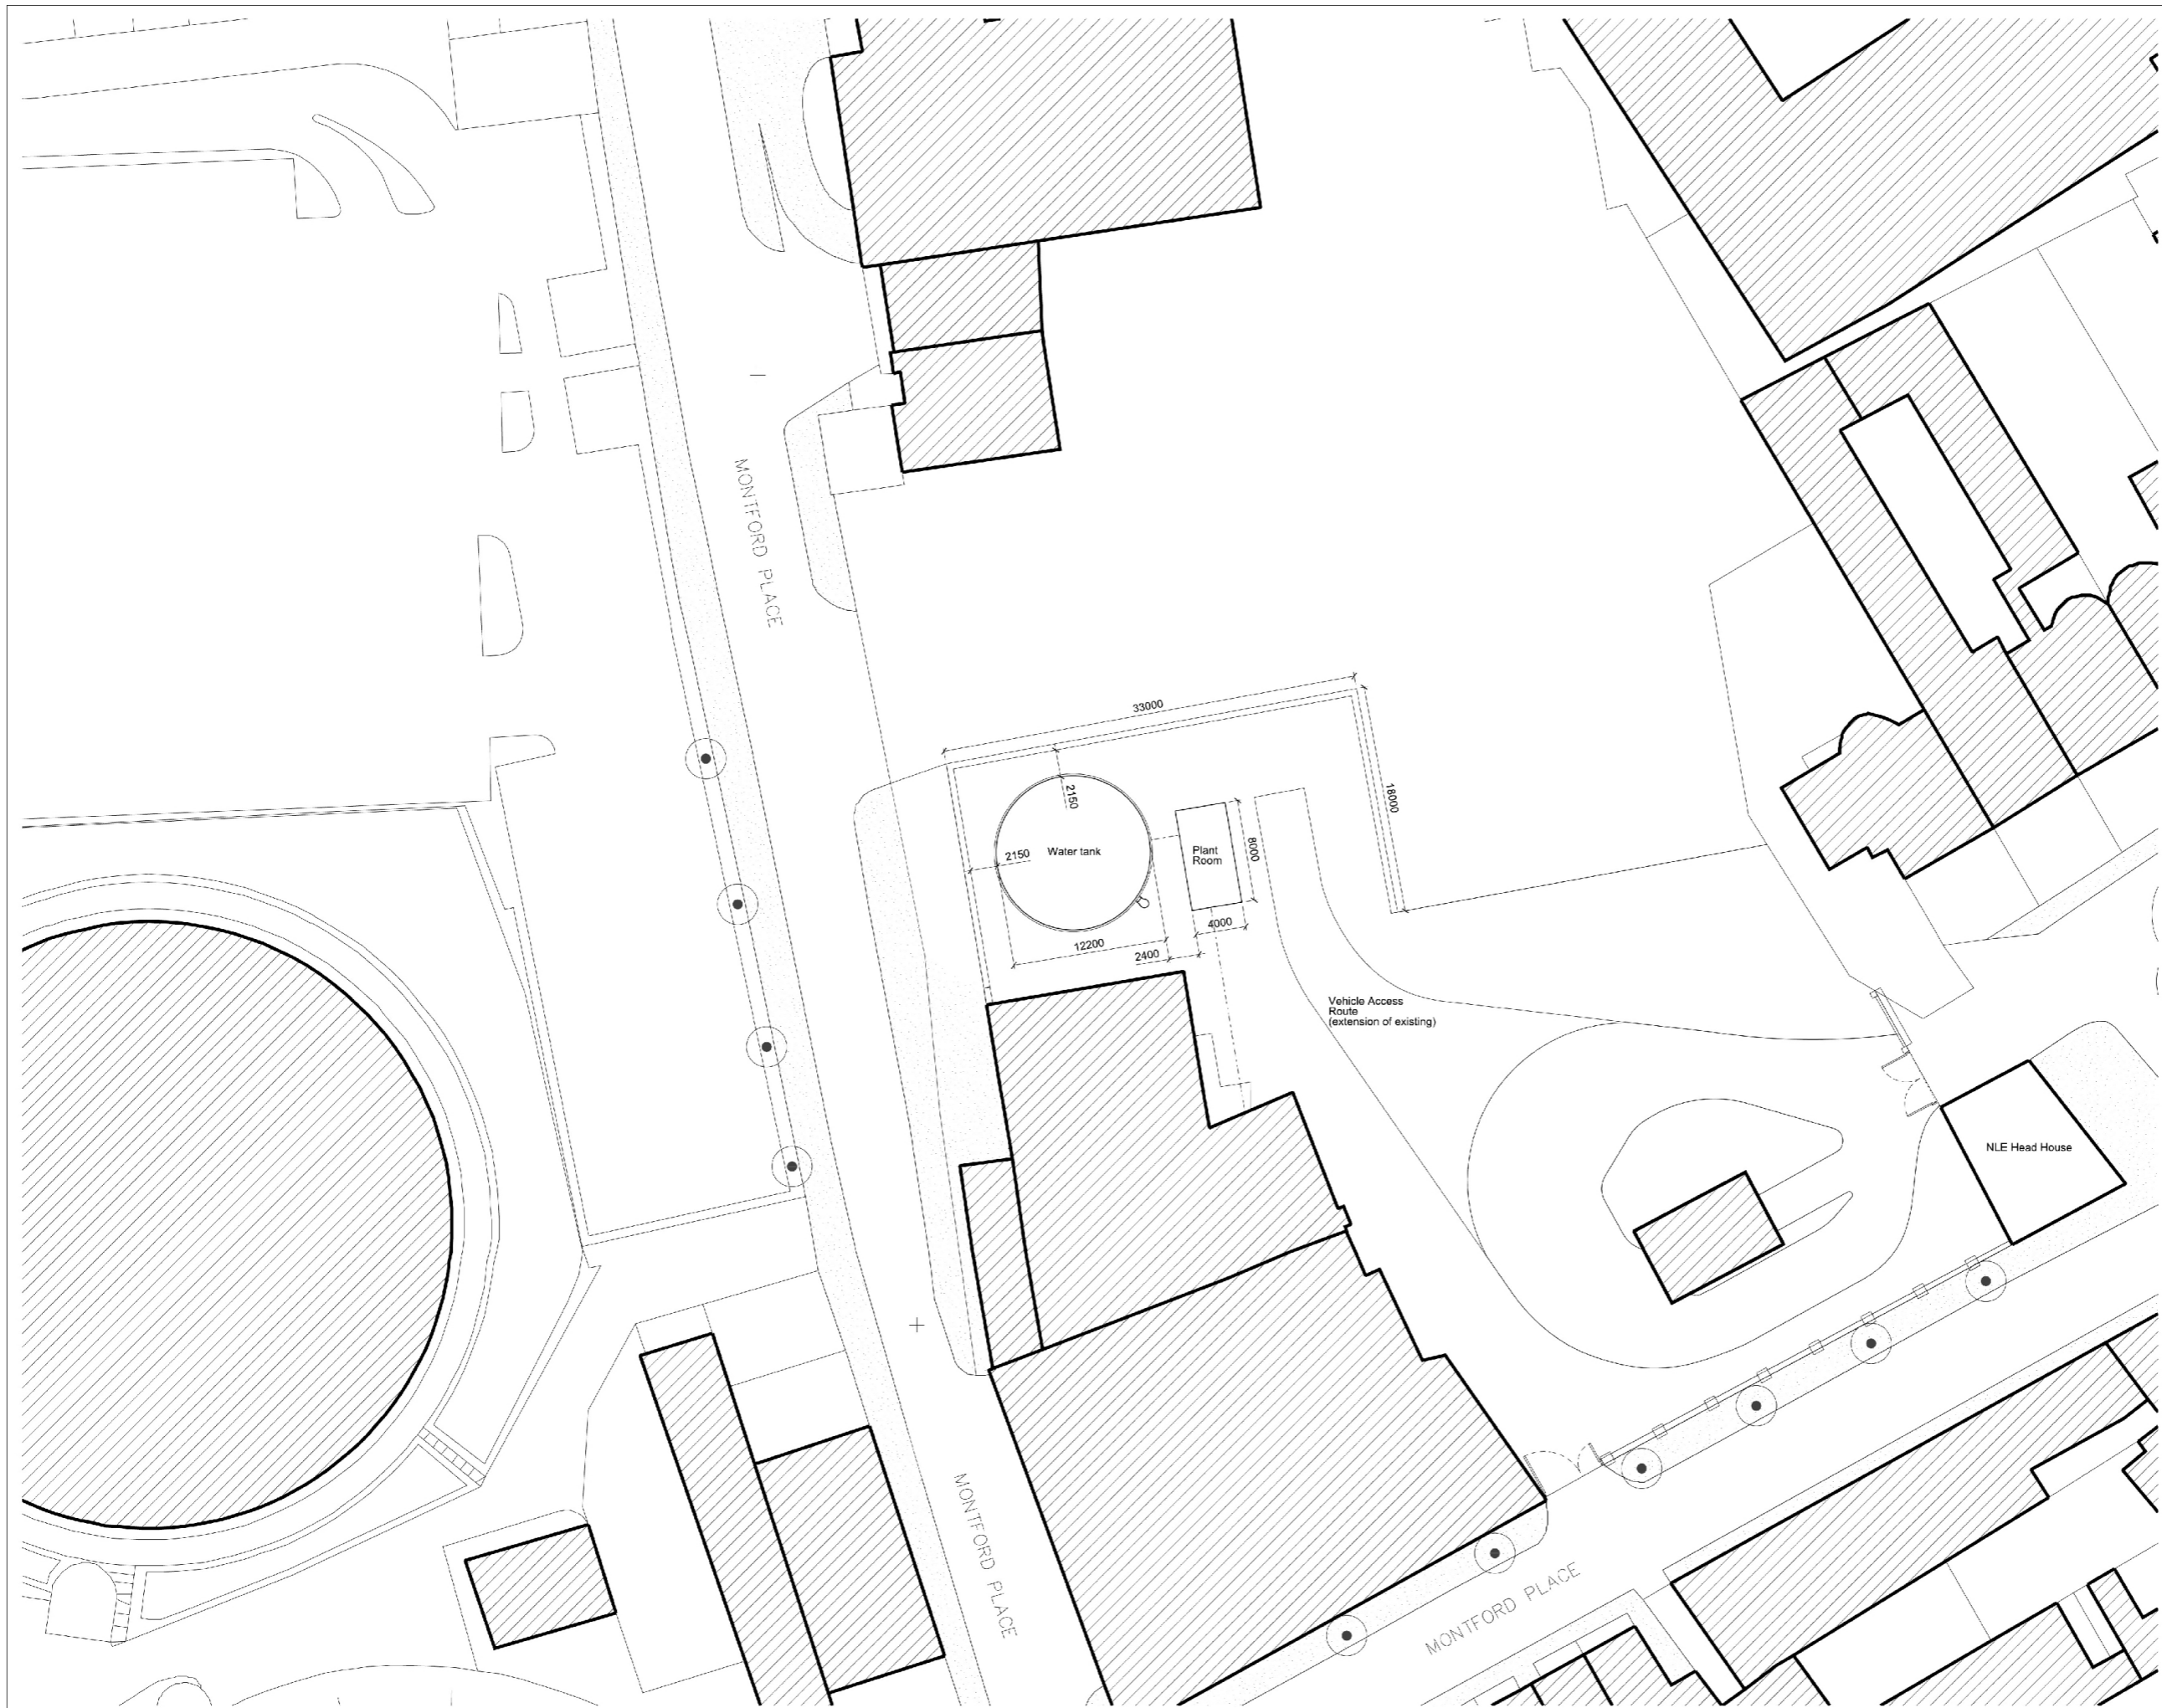 MONTFORD PLACE
33000
18000
2150
2150
Water tank
Plant
Room
8000
4000
12200
2400
Vehicle Access
Route
(extension of existing)
NLE Head House
MONTFORD PLACE
MONTFORD PLACE